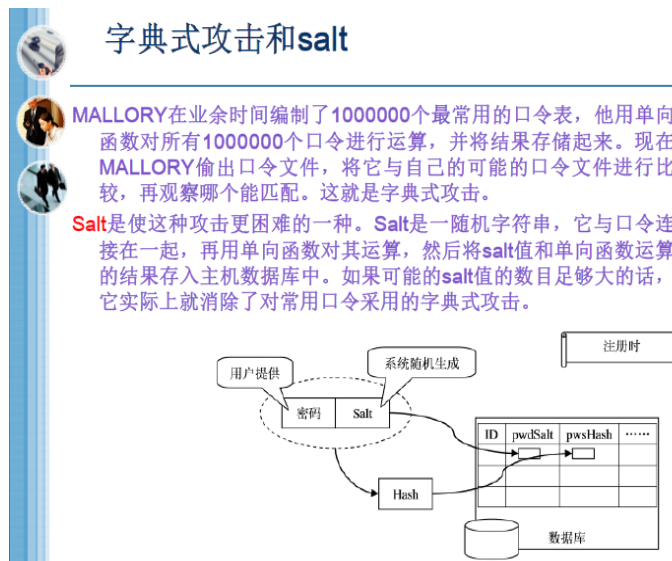 字典式攻击和salt
MALLORY在业余时间编制了1000000个最常用的口令表，他用单向
函数对所有1000000个口令进行运算，并将结果存储起来。现在
MALLORY偷出口令文件，将它与自己的可能的口令文件进行比
较，再观察哪个能匹配。这就是字典式攻击。
Salt是使这种攻击更困难的一种。Salt是一随机字符串，它与口令连
接在一起，再用单向函数对其运算，然后将salt值和单向函数运算
的结果存入主机数据库中。如果可能的salt值的数目足够大的话，
它实际上就消除了对常用口令采用的字典式攻击。
注册时
用户提供
系统随机生成
密码
Salt
ID
pwdSalt
pwsHash
……
Hash
数据库